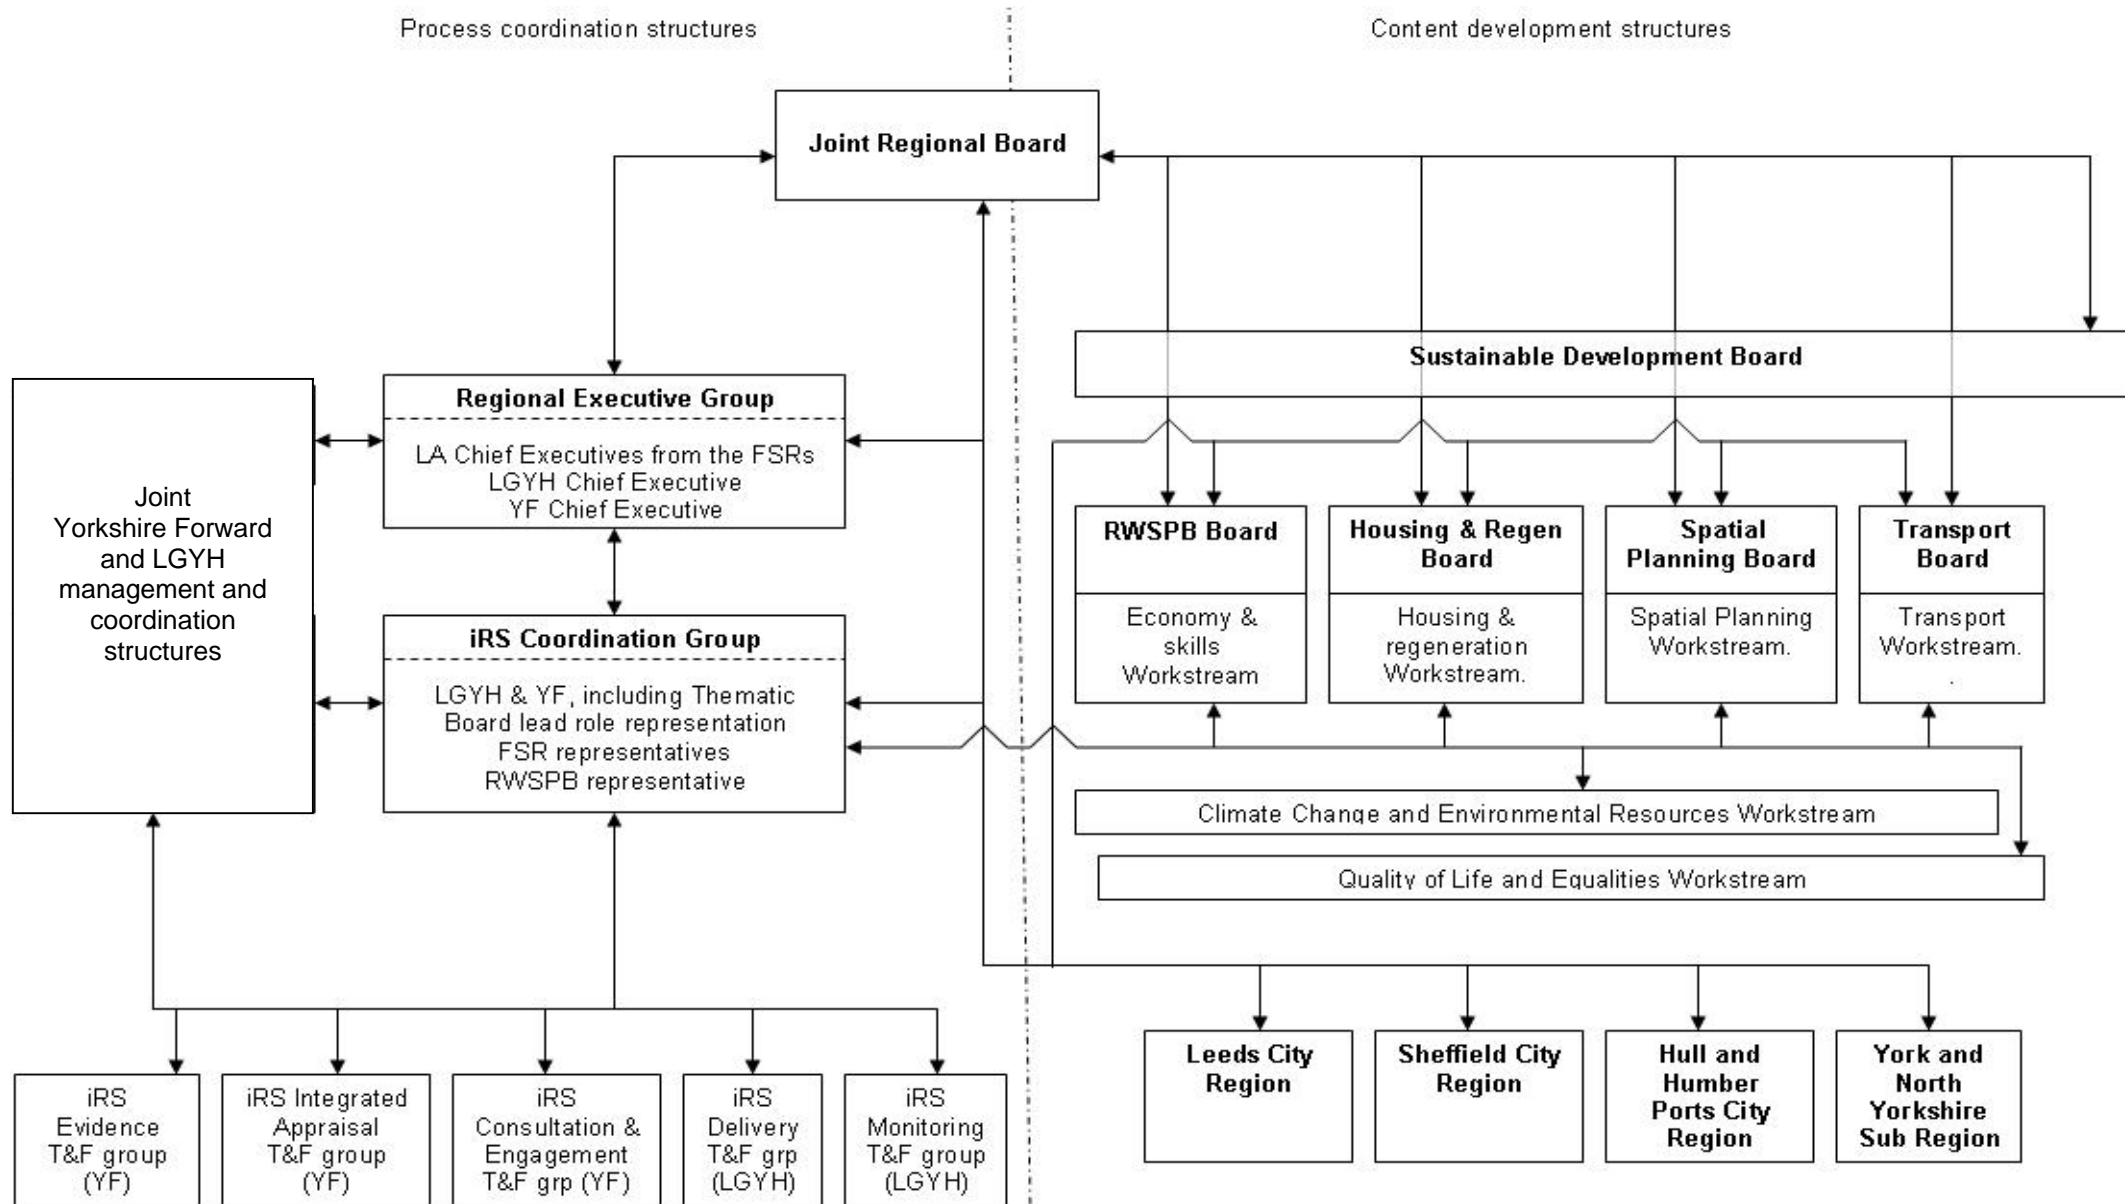 Process coordination structures
Content development structures
Joint Regional Board
Sustainable Development Board
Regional Executive Group
LA Chief Executives from the FSRs
LGYH Chief Executive
YF Chief Executive
Joint
Yorkshire Forward
and LGYH
management and
coordination
structures
iRS Coordination Group
LGYH & YF, including Thematic
Board lead role representation
FSR representatives
RWSPB representative
RWSPB Board
Economy &
skills
Workstream
Housing & Regen
Board
Housing &
regeneration
Workstream.
Spatial
Planning Board
Spatial Planning
Workstream.
Transport
Board
Transport
Workstream.
.
Climate Change and Environmental Resources Workstream
Quality of Life and Equalities Workstream
Leeds City
Region
Sheffield City
Region
Hull and
Humber
Ports City
Region
York and
North
Yorkshire
Sub Region
iRS
Evidence
T&F group
(YF)
iRS Integrated
Appraisal
T&F group
(YF)
iRS
Consultation &
Engagement
T&F grp (YF)
iRS
Delivery
T&F grp
(LGYH)
iRS
Monitoring
T&F group
(LGYH)